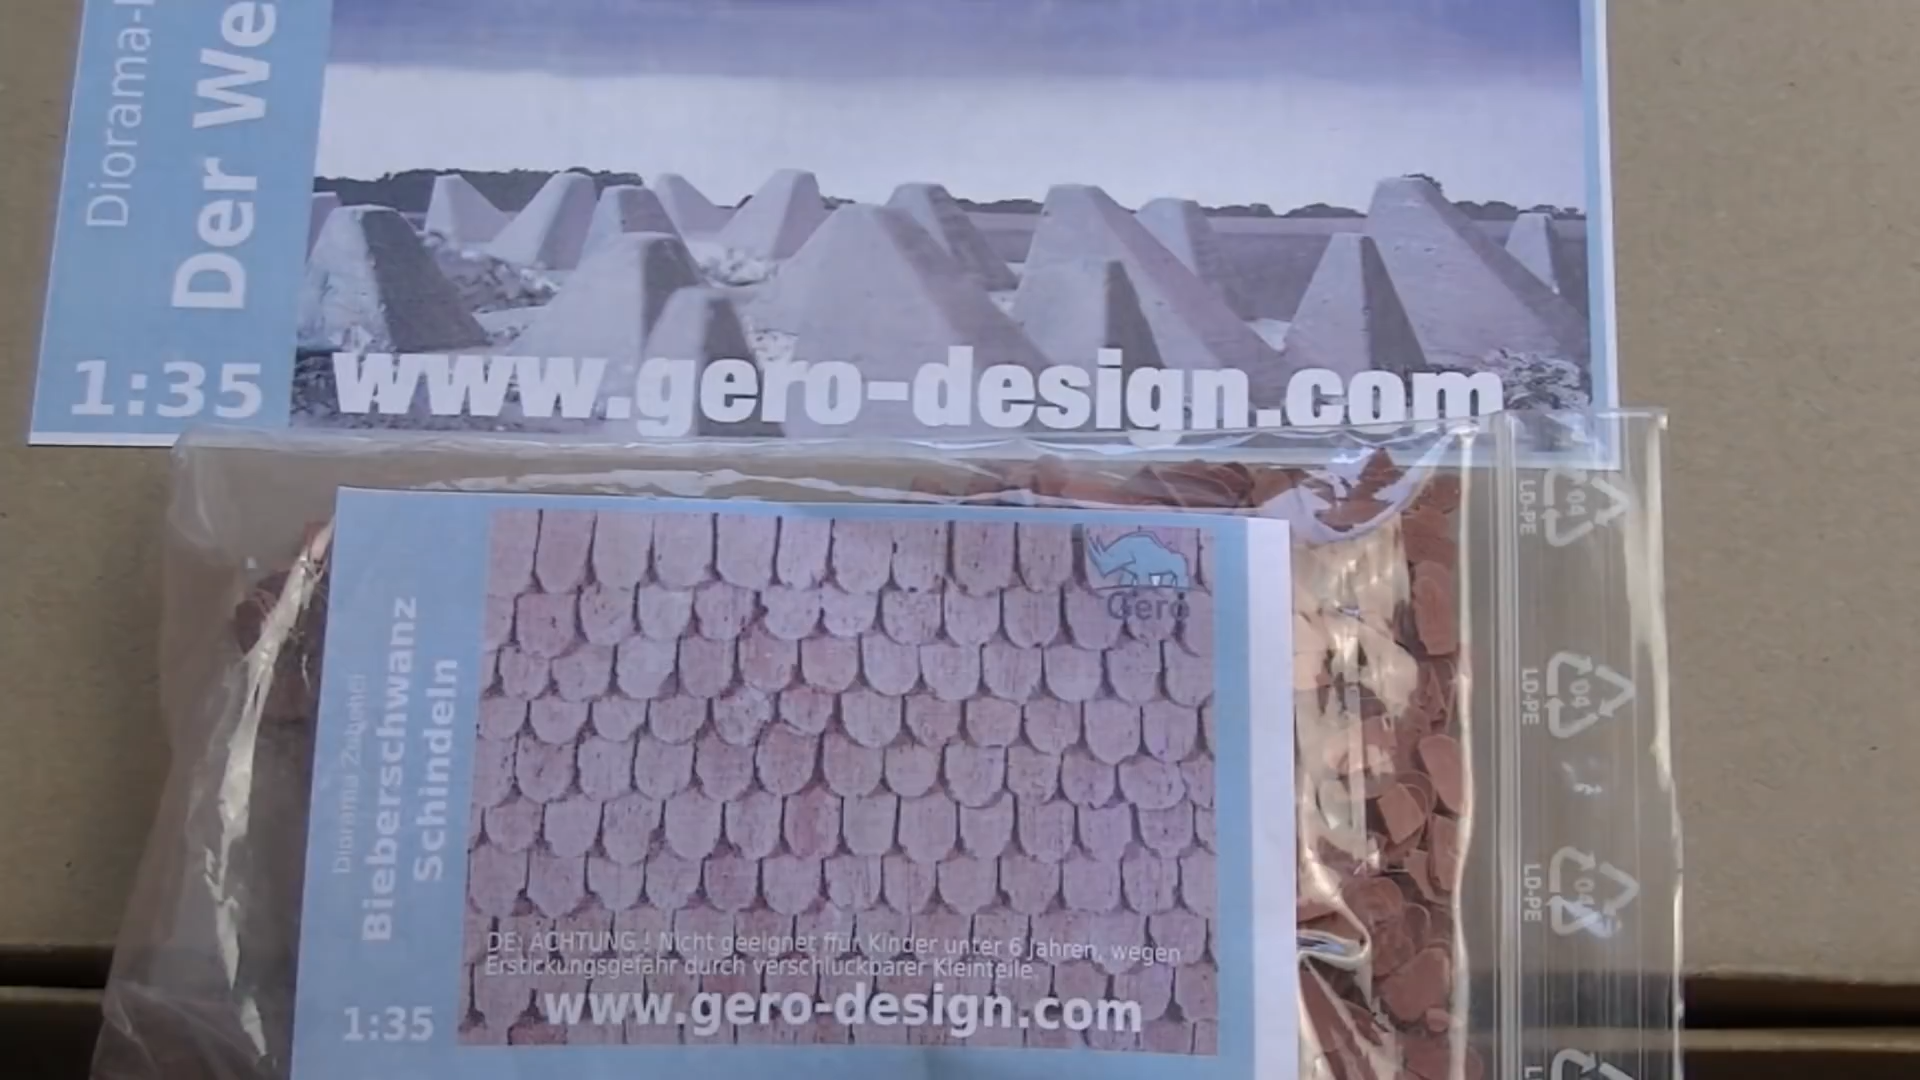 Diorama-
Der We
1:35
www.gero-design.com
Gero
Diorama Zubehör
Bieberschwanz
Schindeln
DE: ACHTUNG ! Nicht geeignet ffür Kinder unter 6 Jahren, wegen
Erstickungsgefahr durch verschluckbarer Kleinteile.
www.gero-design.com
1:35
04
LD-PE
04
LD-PE
04
LD-PE